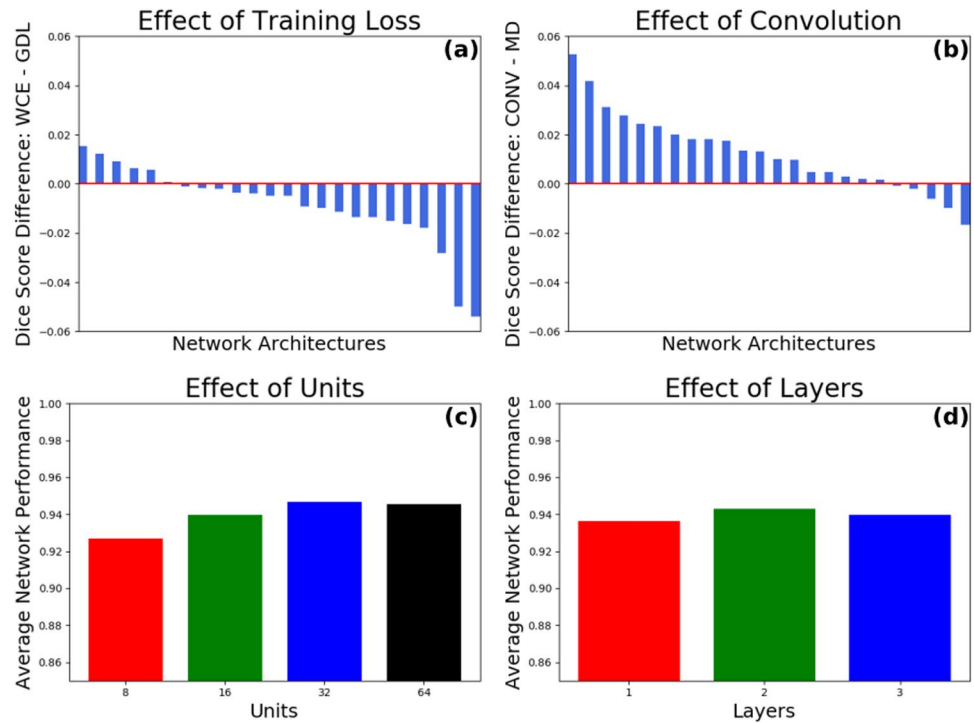 Effect of Training Loss
(a)
Dice Score Difference: WCE - GDL
0.06
0.04
0.02
0.00
−0.02
−0.04
−0.06
Network Architectures
Effect of Convolution
(b)
Dice Score Difference: CONV - MD
0.06
0.04
0.02
0.00
−0.02
−0.04
−0.06
Network Architectures
Effect of Units
(c)
Average Network Performance
1.00
0.98
0.96
0.94
0.92
0.90
0.88
0.86
8 16 32 64
Units
Effect of Layers
(d)
Average Network Performance
1.00
0.98
0.96
0.94
0.92
0.90
0.88
0.86
1 2 3
Layers